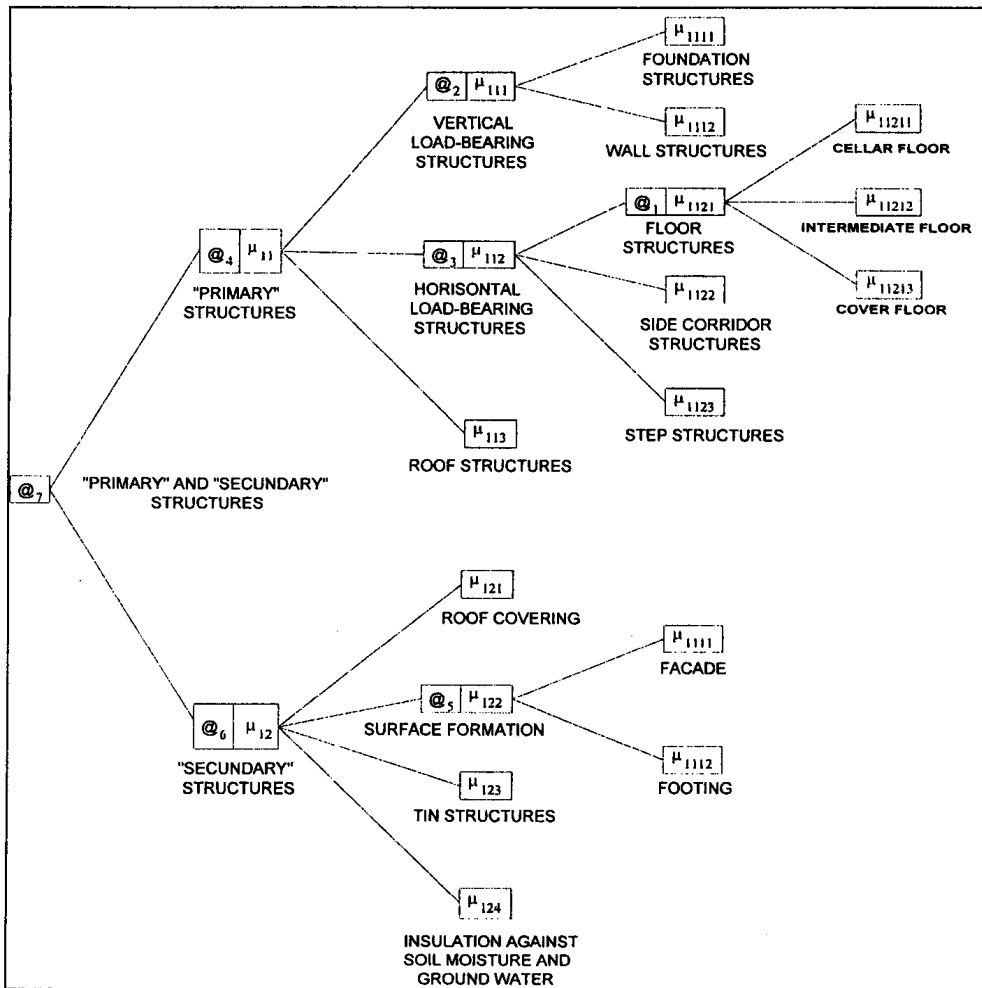 μ1111
FOUNDATION
STRUCTURES
@2 μ111
VERTICAL
LOAD-BEARING
STRUCTURES
μ1112
WALL STRUCTURES
μ11211
CELLAR FLOOR
@1 μ1121
FLOOR
STRUCTURES
μ11212
INTERMEDIATE FLOOR
@4 μ11
"PRIMARY"
STRUCTURES
@3 μ112
HORISONTAL
LOAD-BEARING
STRUCTURES
μ1122
SIDE CORRIDOR
STRUCTURES
μ11213
COVER FLOOR
μ1123
STEP STRUCTURES
μ113
ROOF STRUCTURES
@7
"PRIMARY" AND "SECUNDARY"
STRUCTURES
μ121
ROOF COVERING
μ1111
FACADE
@5 μ122
SURFACE FORMATION
@6 μ12
"SECUNDARY"
STRUCTURES
μ1112
FOOTING
μ123
TIN STRUCTURES
μ124
INSULATION AGAINST
SOIL MOISTURE AND
GROUND WATER